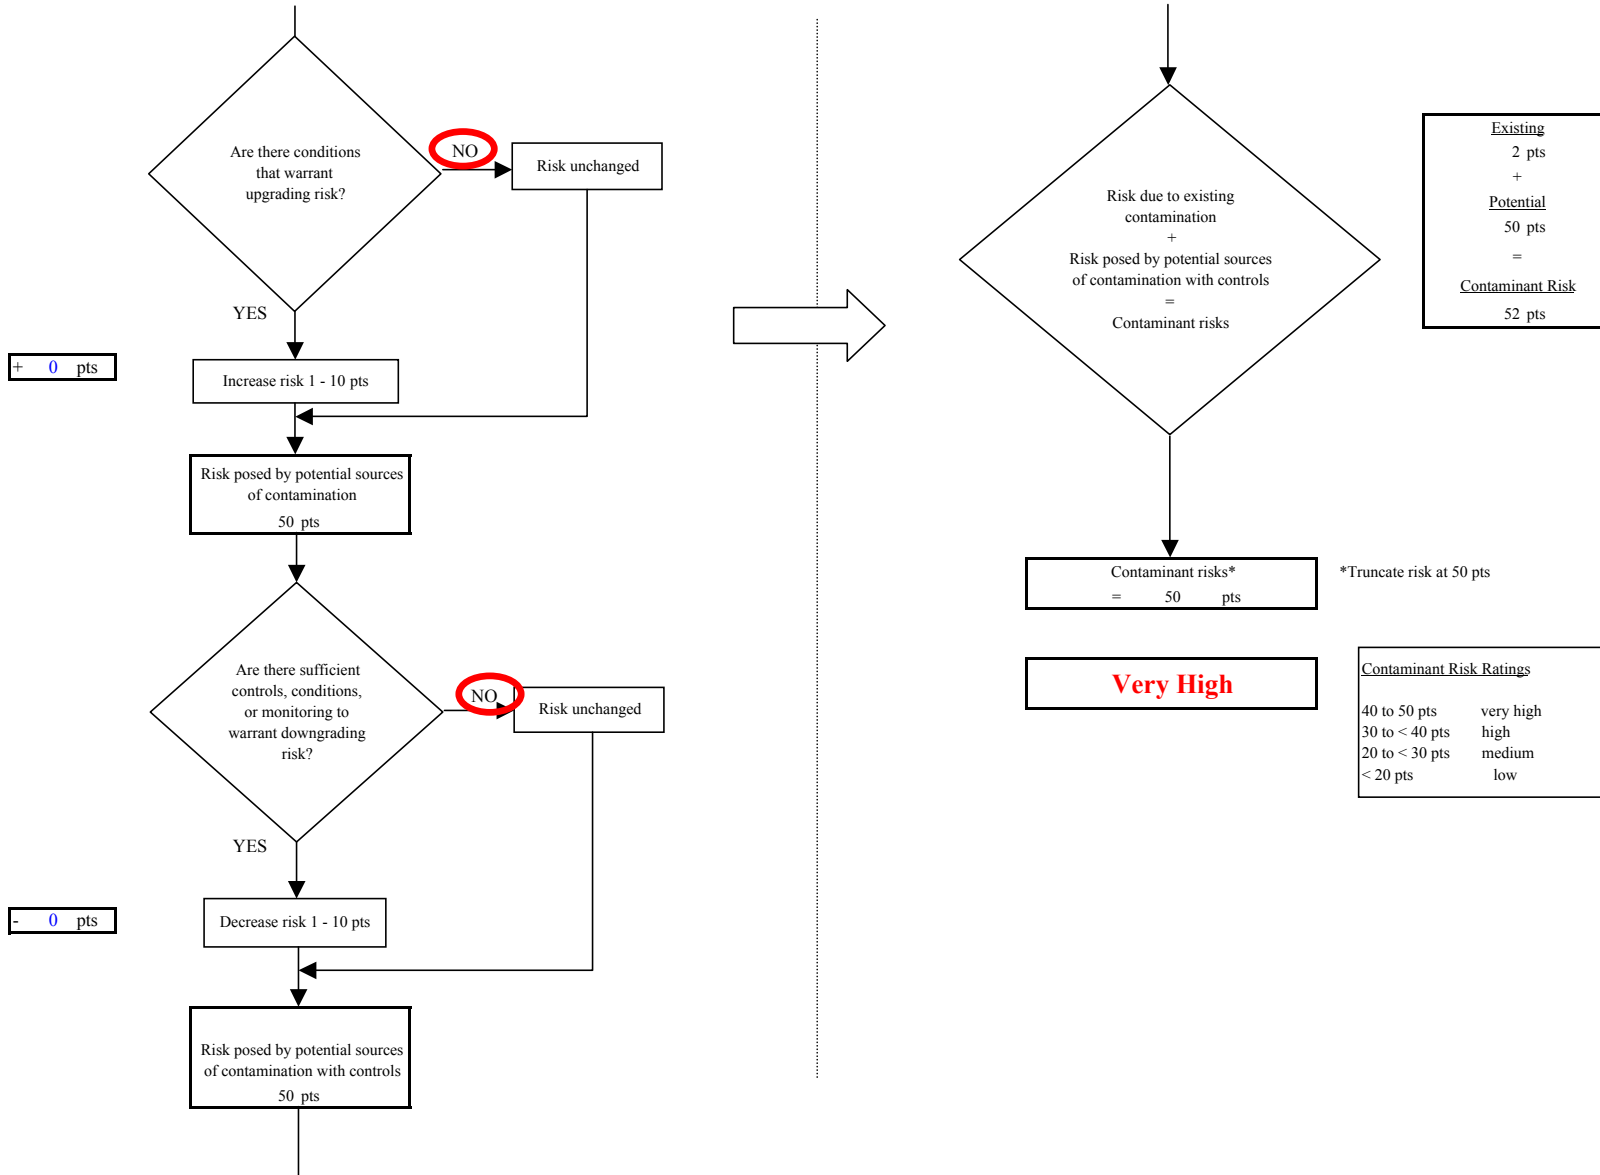 Are there conditions
that warrant
upgrading risk?
NO
Risk unchanged
YES
+ 0 pts
Increase risk 1 - 10 pts
Risk posed by potential sources
of contamination
50 pts
Are there sufficient
controls, conditions,
or monitoring to
warrant downgrading
risk?
NO
Risk unchanged
YES
- 0 pts
Decrease risk 1 - 10 pts
Risk posed by potential sources
of contamination with controls
50 pts
Risk due to existing
contamination
+
Risk posed by potential sources
of contamination with controls
=
Contaminant risks
Existing
2 pts
+
Potential
50 pts
=
Contaminant Risk
52 pts
Contaminant risks*
= 50 pts
*Truncate risk at 50 pts
Very High
Contaminant Risk Ratings
40 to 50 pts very high
30 to < 40 pts high
20 to < 30 pts medium
< 20 pts low